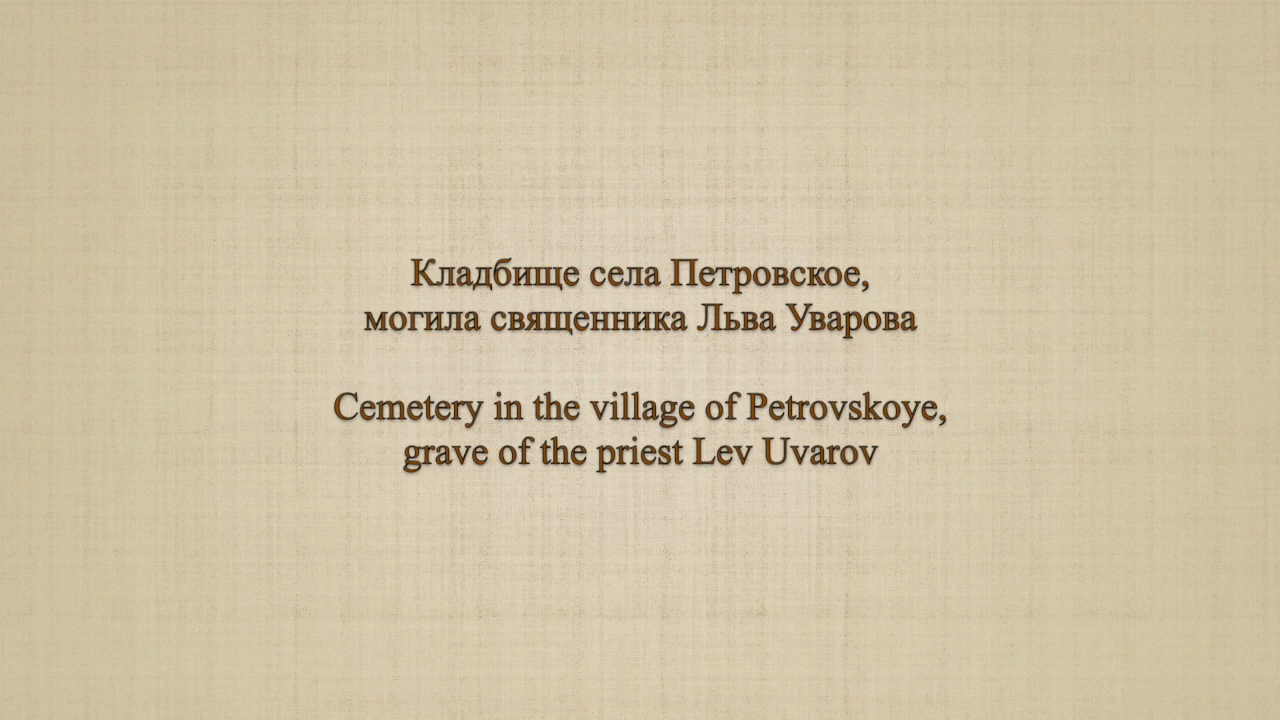 Кладбище села Петровское,
могила священника Льва Уварова
Cemetery in the village of Petrovskoye,
grave of the priest Lev Uvarov